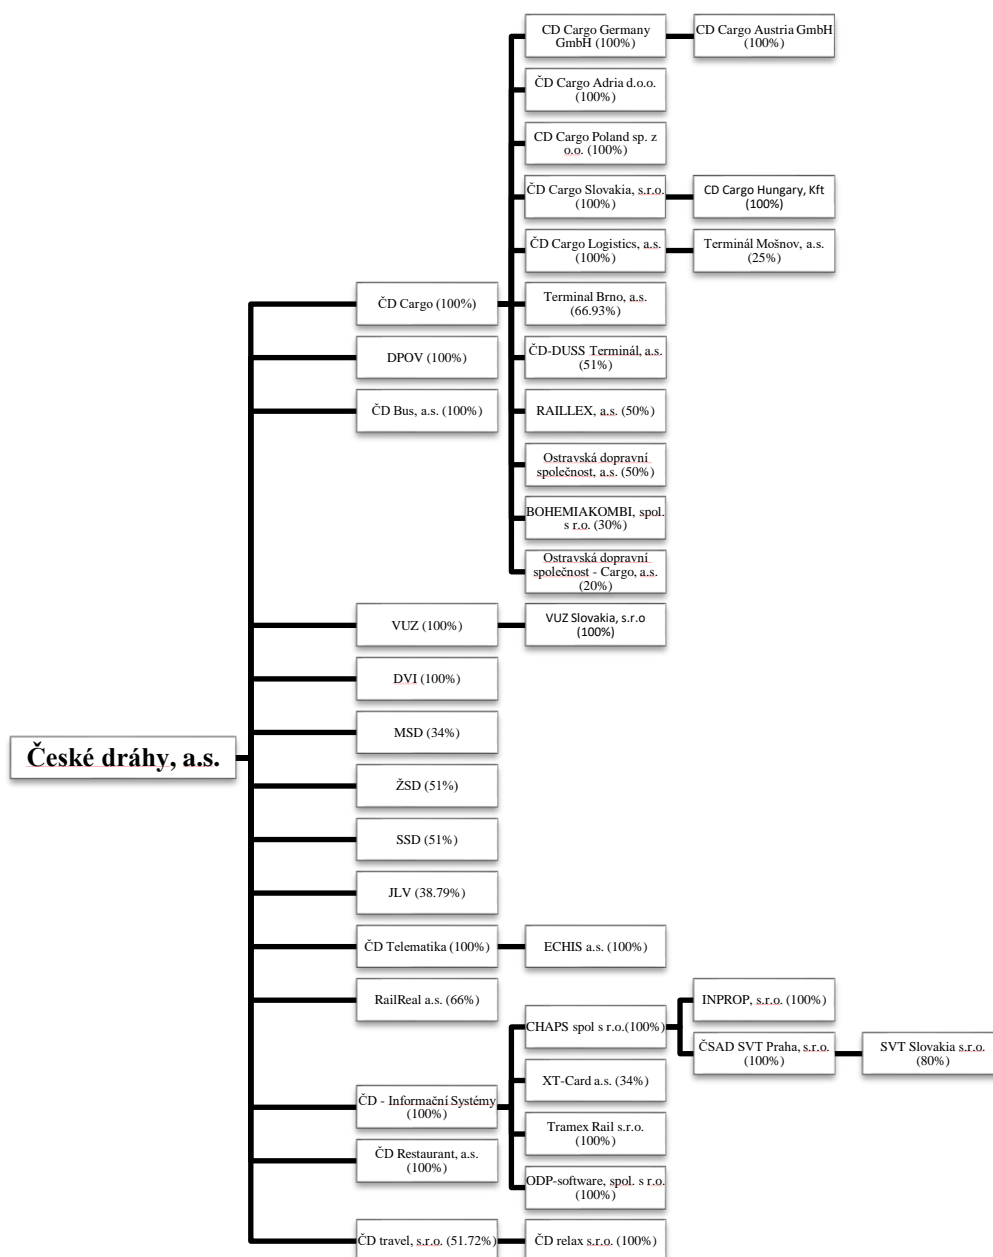 CD Cargo Germany
GmbH (100%)
CD Cargo Austria GmbH
(100%)
ČD Cargo Adria d.o.o.
(100%)
CD Cargo Poland sp. z
o.o. (100%)
ČD Cargo Slovakia, s.r.o.
(100%)
CD Cargo Hungary, Kft
(100%)
ČD Cargo Logistics, a.s.
(100%)
Terminál Mošnov, a.s.
(25%)
ČD Cargo (100%)
Terminal Brno, a.s.
(66.93%)
DPOV (100%)
ČD-DUSS Terminál, a.s.
(51%)
ČD Bus, a.s. (100%)
RAILLEX, a.s. (50%)
Ostravská dopravní
společnost, a.s. (50%)
BOHEMIAKOMBI, spol.
s r.o. (30%)
Ostravská dopravní
společnost - Cargo, a.s.
(20%)
VUZ (100%)
VUZ Slovakia, s.r.o
(100%)
DVI (100%)
MSD (34%)
České dráhy, a.s.
ŽSD (51%)
SSD (51%)
JLV (38.79%)
ČD Telematika (100%)
ECHIS a.s. (100%)
RailReal a.s. (66%)
CHAPS spol s r.o.(100%)
INPROP, s.r.o. (100%)
ČSAD SVT Praha, s.r.o.
(100%)
SVT Slovakia s.r.o.
(80%)
XT-Card a.s. (34%)
ČD - Informační Systémy
(100%)
Tramex Rail s.r.o.
(100%)
ČD Restaurant, a.s.
(100%)
ODP-software, spol. s r.o.
(100%)
ČD travel, s.r.o. (51.72%)
ČD relax s.r.o. (100%)